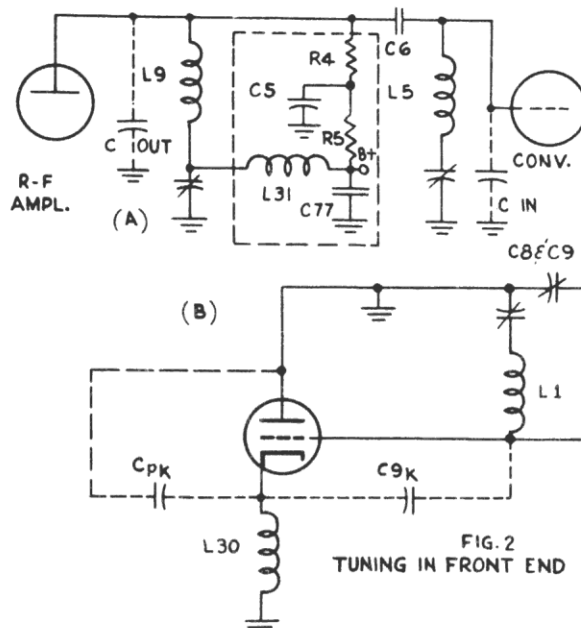 C6
R4
L9
C5
L5
C OUT
R5
B+
CONV.
L31
R-F
AMPL.
C77
C IN
(A)
C8&C9
(B)
L1
CPK
C9K
L30
FIG. 2
TUNING IN FRONT END